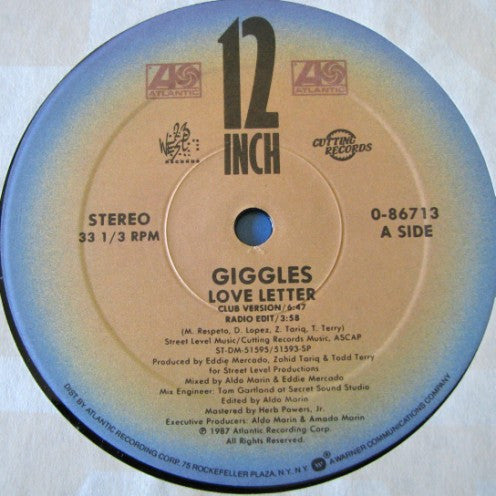 12
INCH
ATLANTIC
ATLANTIC
WEST
RECORDS
CUTTING
RECORDS
STEREO
33 1/3 RPM
0-86713
A SIDE
GIGGLES
LOVE LETTER
CLUB VERSION/6:47
RADIO EDIT/3:58
(M. Respeto, D. Lopez, Z. Tariq, T. Terry)
Street Level Music/Cutting Records Music, ASCAP
ST-DM-51595/51593-SP
Produced by Eddie Mercado, Zahid Tariq & Todd Terry
for Street Level Productions
Mixed by Aldo Marin & Eddie Mercado
Mix Engineer: Tom Gartland at Secret Sound Studio
Edited by Aldo Marin
Mastered by Herb Powers, Jr.
Executive Producers: Aldo Marin & Amado Marin
℗ 1987 Atlantic Recording Corp.
All Rights Reserved.
DIST BY ATLANTIC RECORDING CORP, 75 ROCKEFELLER PLAZA, N.Y. N.Y. W A WARNER COMMUNICATIONS COMPANY